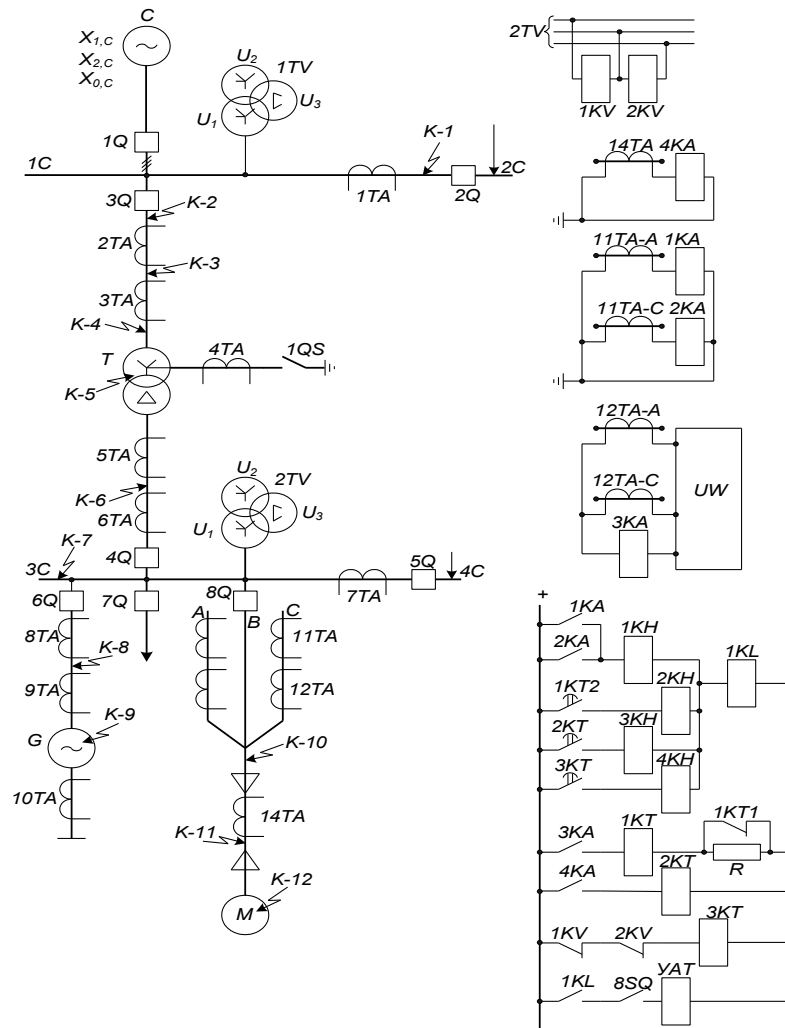 C
X1,C
X2,C
X0,C
U2
1TV
U3
U1
1Q
1C
K-1
2C
1TA
2Q
3Q
K-2
2TA
K-3
3TA
K-4
T
4TA
1QS
K-5
5TA
K-6
6TA
U2
2TV
U1
U3
4Q
K-7
3C
5Q
4C
7TA
6Q
7Q
8Q
A
B
C
8TA
K-8
9TA
11TA
12TA
G
K-9
K-10
10TA
14TA
K-11
M
K-12
2TV
1KV
2KV
14TA
4KA
11TA-A
1KA
11TA-C
2KA
12TA-A
12TA-C
3KA
UW
+
1KA
1KH
2KA
1KL
1KT2
2KH
2KT
3KH
3KT
4KH
3KA
1KT
1KT1
R
4KA
2KT
1KV
2KV
3KT
1KL
8SQ
УАТ